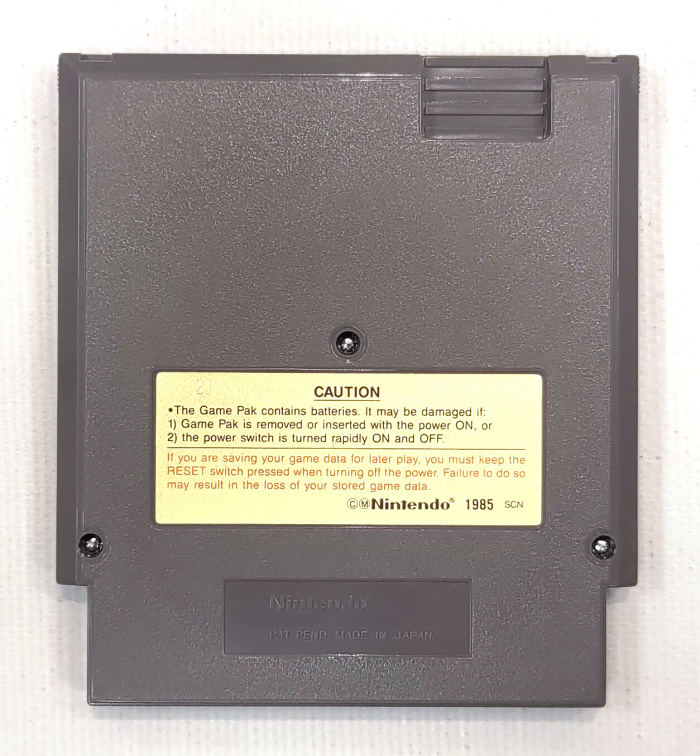 21
CAUTION
•The Game Pak contains batteries. It may be damaged if:
1) Game Pak is removed or inserted with the power ON, or
2) the power switch is turned rapidly ON and OFF.
If you are saving your game data for later play, you must keep the
RESET switch pressed when turning off the power. Failure to do so
may result in the loss of your stored game data.
©Ⓜ Nintendo® 1985 SCN
Nintendo
PAT PEND MADE IN JAPAN